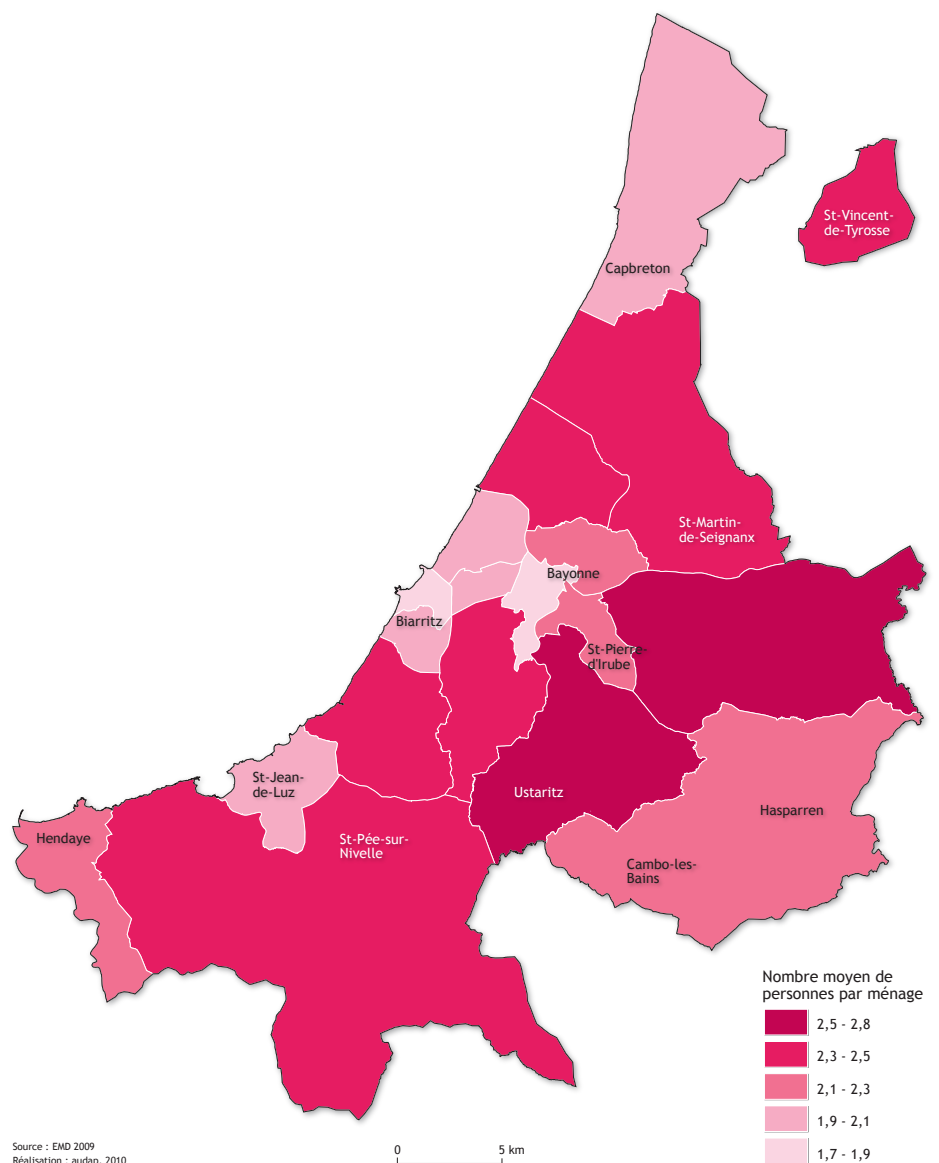 St-Vincent-
de-Tyrosse
Capbreton
St-Martin-
de-Seignanx
Bayonne
Biarritz
St-Pierre-
d'Irube
St-Jean-
de-Luz
Ustaritz
Hasparren
Hendaye
St-Pée-sur-
Nivelle
Cambo-les-
Bains
Nombre moyen de
personnes par ménage
2,5 - 2,8
2,3 - 2,5
2,1 - 2,3
1,9 - 2,1
1,7 - 1,9
Source : EMD 2009
Réalisation : audap, 2010
0 5 km